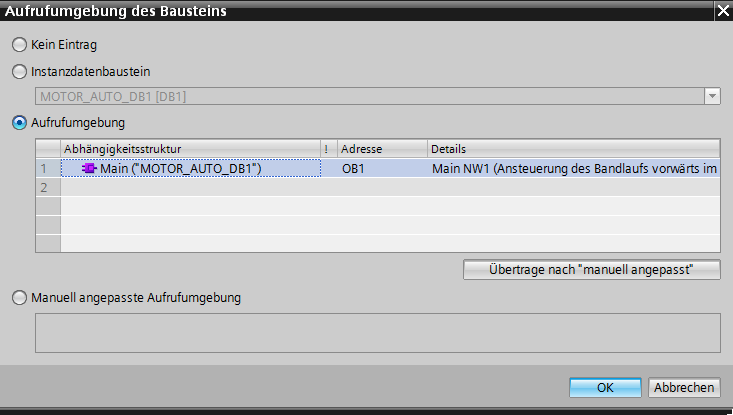 Aufrufumgebung des Bausteins
Kein Eintrag
Instanzdatenbaustein
MOTOR_AUTO_DB1 [DB1]
Aufrufumgebung
Abhängigkeitsstruktur ! Adresse Details
1 Main ("MOTOR_AUTO_DB1") OB1 Main NW1 (Ansteuerung des Bandlaufs vorwärts im
2
Übertrage nach "manuell angepasst"
Manuell angepasste Aufrufumgebung
OK Abbrechen